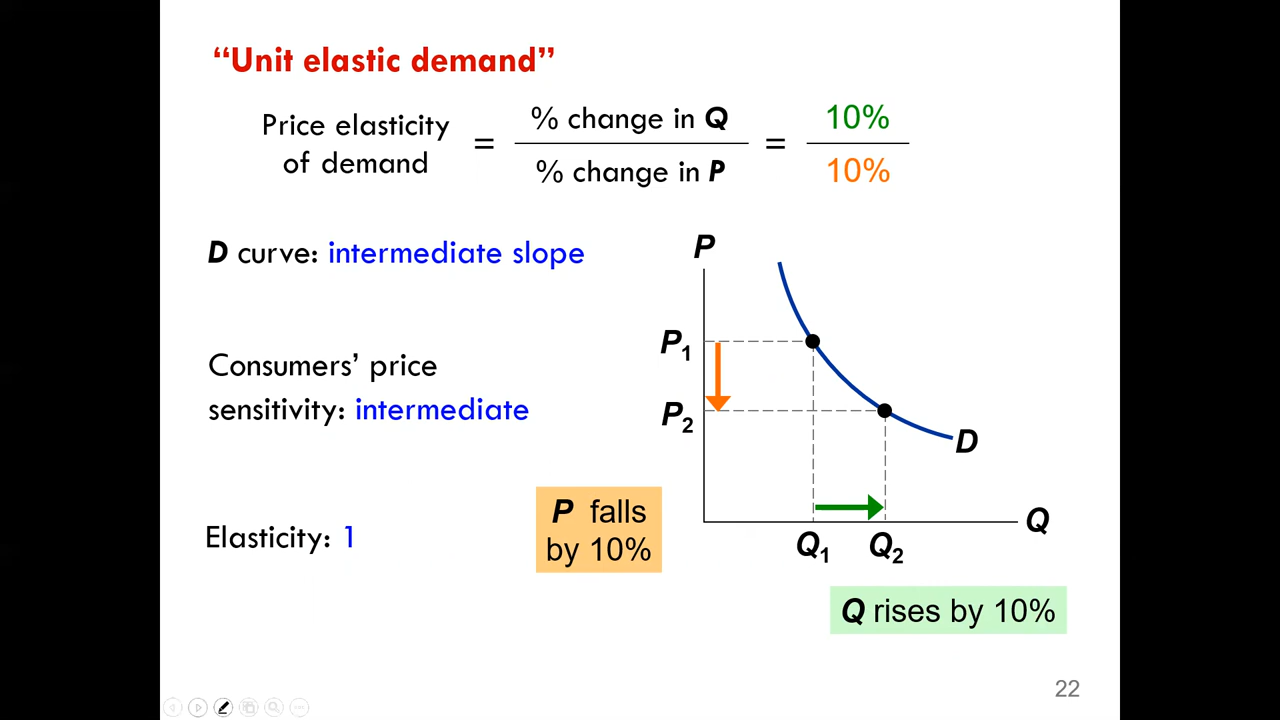 “Unit elastic demand”
Price elasticity
of demand
=
% change in Q
% change in P
=
10%
10%
D curve: intermediate slope
Consumers’ price
sensitivity: intermediate
Elasticity: 1
P
P1
P2
D
Q
Q1 Q2
P falls
by 10%
Q rises by 10%
22